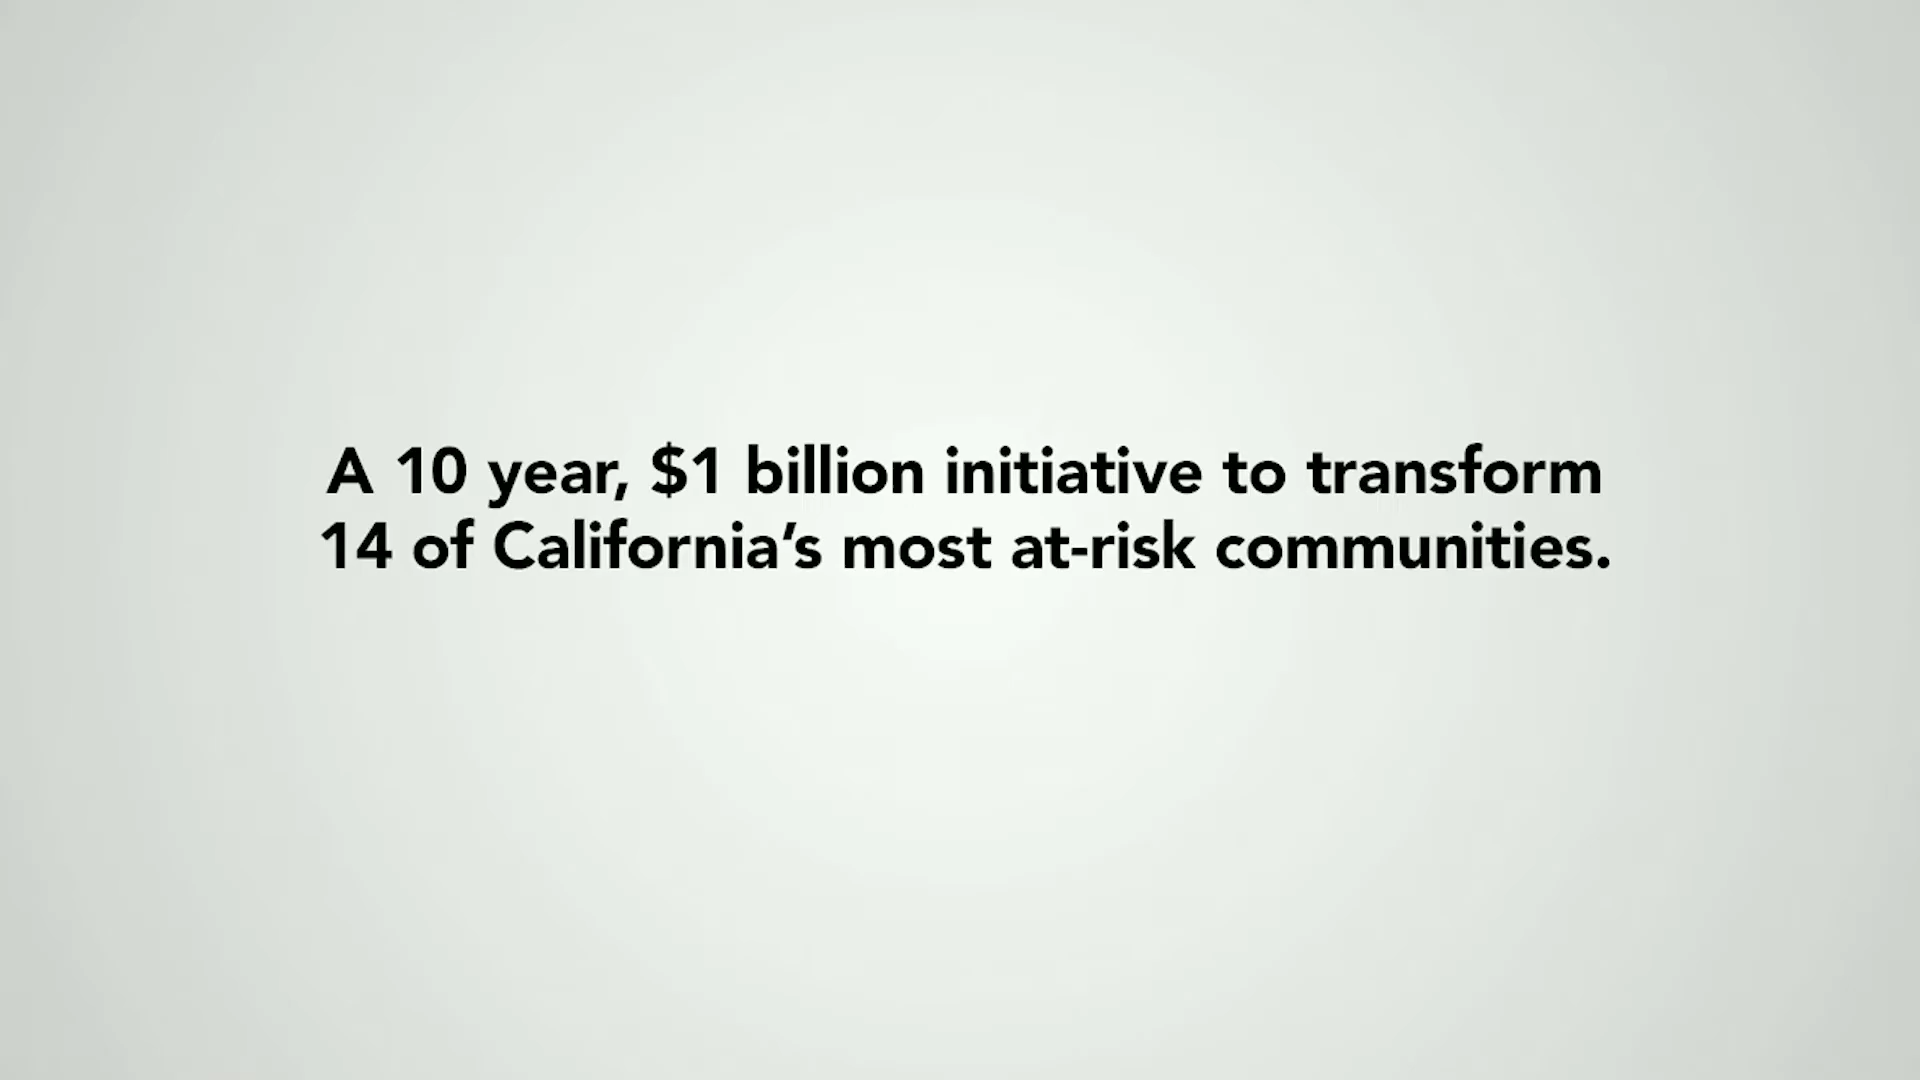 A 10 year, $1 billion initiative to transform
14 of California’s most at-risk communities.